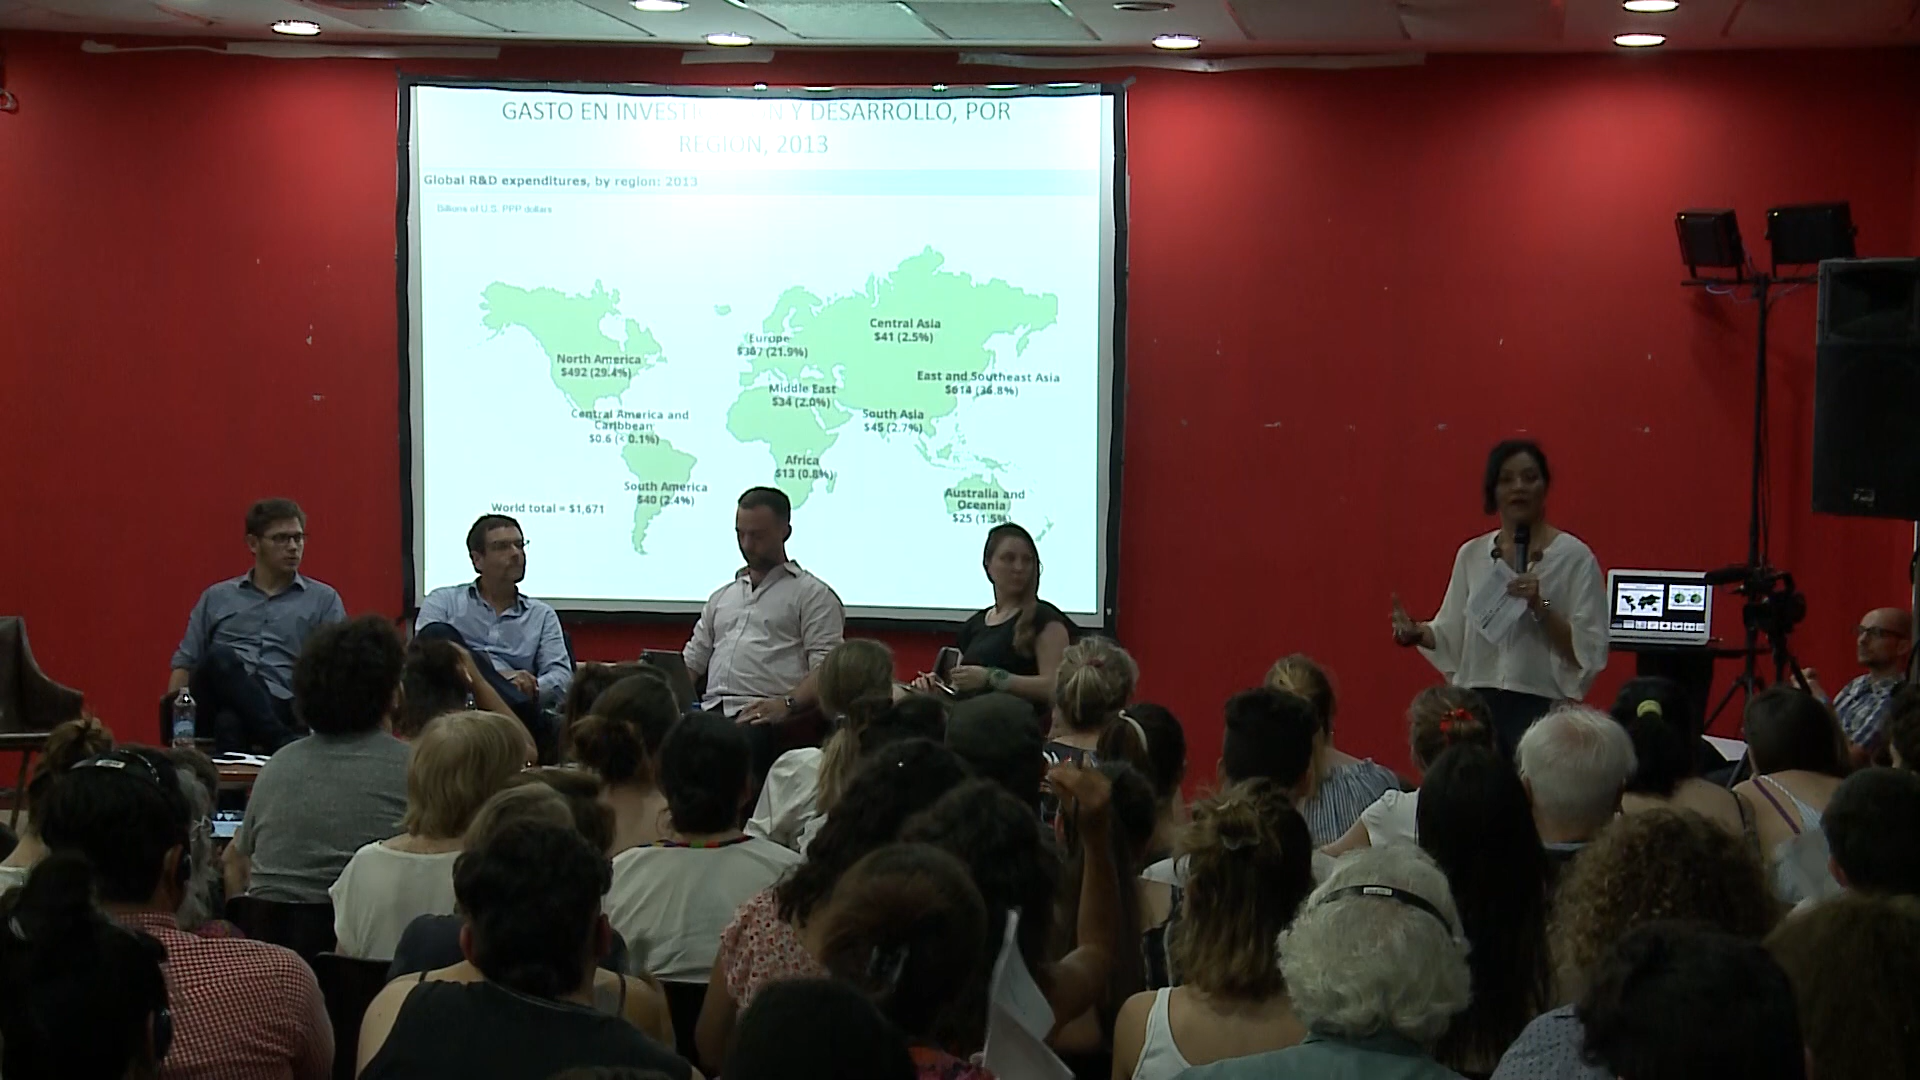 GASTO EN INVESTI N Y DESARROLLO, POR
REGION, 2013
Global R&D expenditures, by region: 2013
Billions of U.S. PPP dollars
Central Asia
$41 (2.5%)
Europe
$367 (21.9%)
North America
$492 (29.4%)
East and Southeast Asia
$614 (36.8%)
Middle East
$34 (2.0%)
South Asia
$45 (2.7%)
Central America and
Caribbean
$0.6 (< 0.1%)
Africa
$13 (0.8%)
South America
$40 (2.4%)
Australia and
Oceania
$25 (1.5%)
World total = $1,671